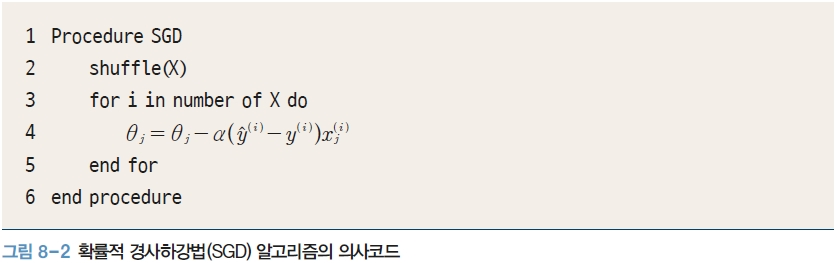 1 Procedure SGD
2 shuffle(X)
3 for i in number of X do
4 θ_j = θ_j − α(ŷ^(i) − y^(i))x_j^(i)
5 end for
6 end procedure
그림 8-2 확률적 경사하강법(SGD) 알고리즘의 의사코드